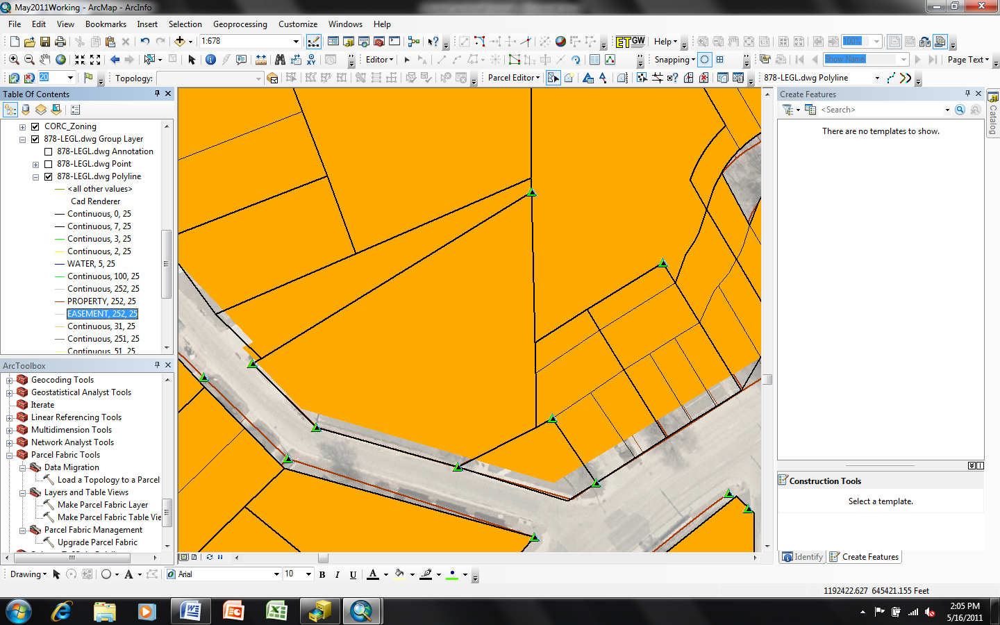 May2011Working - ArcMap - ArcInfo
File Edit View Bookmarks Insert Selection Geoprocessing Customize Windows Help
1:678
ET GW Help
100%
Editor
Snapping
Show Name
Page Text
20
Topology:
Parcel Editor
878-LEGL.dwg Polyline
Table Of Contents
CORC_Zoning
878-LEGL.dwg Group Layer
878-LEGL.dwg Annotation
878-LEGL.dwg Point
878-LEGL.dwg Polyline
<all other values>
Cad Renderer
Continuous, 0, 25
Continuous, 7, 25
Continuous, 3, 25
Continuous, 2, 25
WATER, 5, 25
Continuous, 100, 25
Continuous, 252, 25
PROPERTY, 252, 25
EASEMENT, 252, 25
Continuous, 31, 25
Continuous, 251, 25
Continuous, 51, 25
ArcToolbox
Geocoding Tools
Geostatistical Analyst Tools
Iterate
Linear Referencing Tools
Multidimension Tools
Network Analyst Tools
Parcel Fabric Tools
Data Migration
Load a Topology to a Parcel
Layers and Table Views
Make Parcel Fabric Layer
Make Parcel Fabric Table Vie
Parcel Fabric Management
Upgrade Parcel Fabric
Create Features
<Search>
There are no templates to show.
Catalog
Construction Tools
Select a template.
Identify
Create Features
Drawing
A
Arial
10
B I U A
1192422.627 645421.155 Feet
2:05 PM
5/16/2011